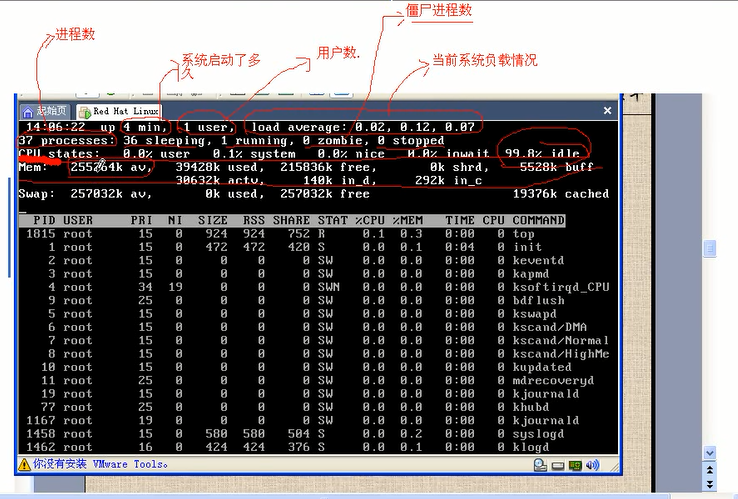 僵尸进程数
进程数
系统启动了多
久
用户数.
当前系统负载情况
起始页 Red Hat Linux
14:06:22 up 4 min, 1 user, load average: 0.02, 0.12, 0.07
37 processes: 36 sleeping, 1 running, 0 zombie, 0 stopped
CPU states: 0.0% user 0.1% system 0.0% nice 0.0% iowait 99.8% idle
Mem: 255264k av, 39428k used, 215836k free, 0k shrd, 5528k buff
30632k actv, 140k in_d, 292k in_c
Swap: 257032k av, 0k used, 257032k free 19376k cached
PID USER PRI NI SIZE RSS SHARE STAT %CPU %MEM TIME CPU COMMAND
1815 root 15 0 924 924 752 R 0.1 0.3 0:00 0 top
1 root 15 0 472 472 420 S 0.0 0.1 0:04 0 init
2 root 15 0 0 0 0 SW 0.0 0.0 0:00 0 keventd
3 root 15 0 0 0 0 SW 0.0 0.0 0:00 0 kapmd
4 root 34 19 0 0 0 SWN 0.0 0.0 0:00 0 ksoftirqd_CPU
9 root 25 0 0 0 0 SW 0.0 0.0 0:00 0 bdflush
5 root 15 0 0 0 0 SW 0.0 0.0 0:00 0 kswapd
6 root 15 0 0 0 0 SW 0.0 0.0 0:00 0 kscand/DMA
7 root 15 0 0 0 0 SW 0.0 0.0 0:00 0 kscand/Normal
8 root 15 0 0 0 0 SW 0.0 0.0 0:00 0 kscand/HighMe
10 root 15 0 0 0 0 SW 0.0 0.0 0:00 0 kupdated
11 root 25 0 0 0 0 SW 0.0 0.0 0:00 0 mdrecoveryd
19 root 15 0 0 0 0 SW 0.0 0.0 0:00 0 kjournald
77 root 25 0 0 0 0 SW 0.0 0.0 0:00 0 khubd
1167 root 19 0 0 0 0 SW 0.0 0.0 0:00 0 kjournald
1458 root 15 0 580 580 504 S 0.0 0.2 0:00 0 syslogd
1462 root 16 0 424 424 376 S 0.0 0.1 0:00 0 klogd
你没有安装 VMware Tools。